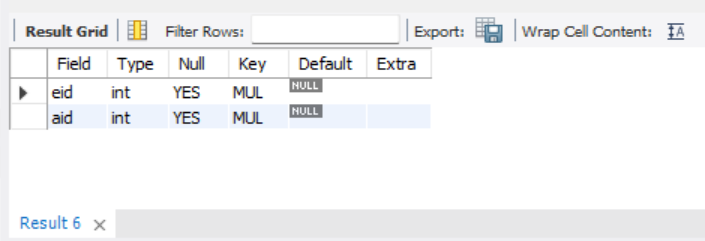 Result Grid Filter Rows: Export: Wrap Cell Content: IA
Field Type Null Key Default Extra
eid int YES MUL NULL
aid int YES MUL NULL
Result 6 ×